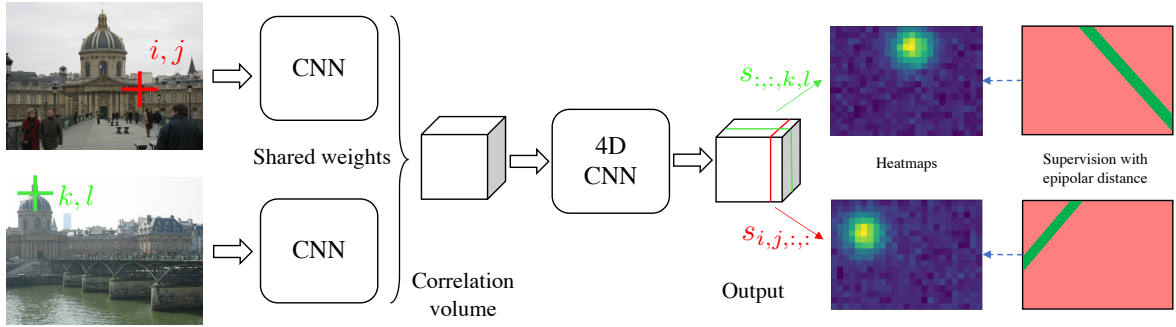 i, j
CNN
Shared weights
k, l
CNN
Correlation
volume
4D
CNN
Output
s:,:,k,l
si,j,:,:
Heatmaps
Supervision with
epipolar distance